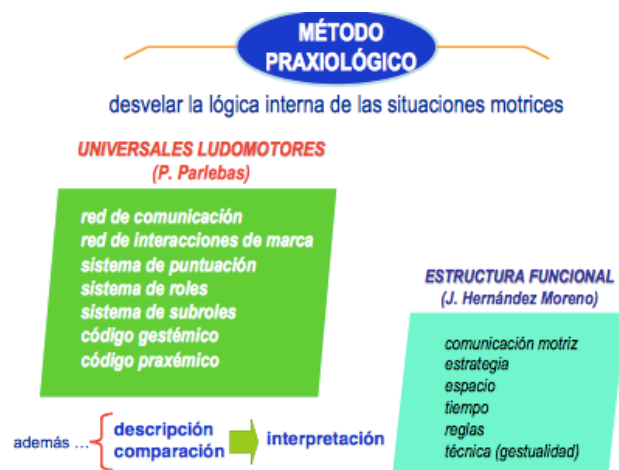 MÉTODO
PRAXIOLÓGICO
desvelar la lógica interna de las situaciones motrices
UNIVERSALES LUDOMOTORES
(P. Parlebas)
red de comunicación
red de interacciones de marca
sistema de puntuación
sistema de roles
sistema de subroles
código gestémico
código praxémico
ESTRUCTURA FUNCIONAL
(J. Hernández Moreno)
comunicación motriz
estrategia
espacio
tiempo
reglas
técnica (gestualidad)
además ...
descripción
comparación
interpretación